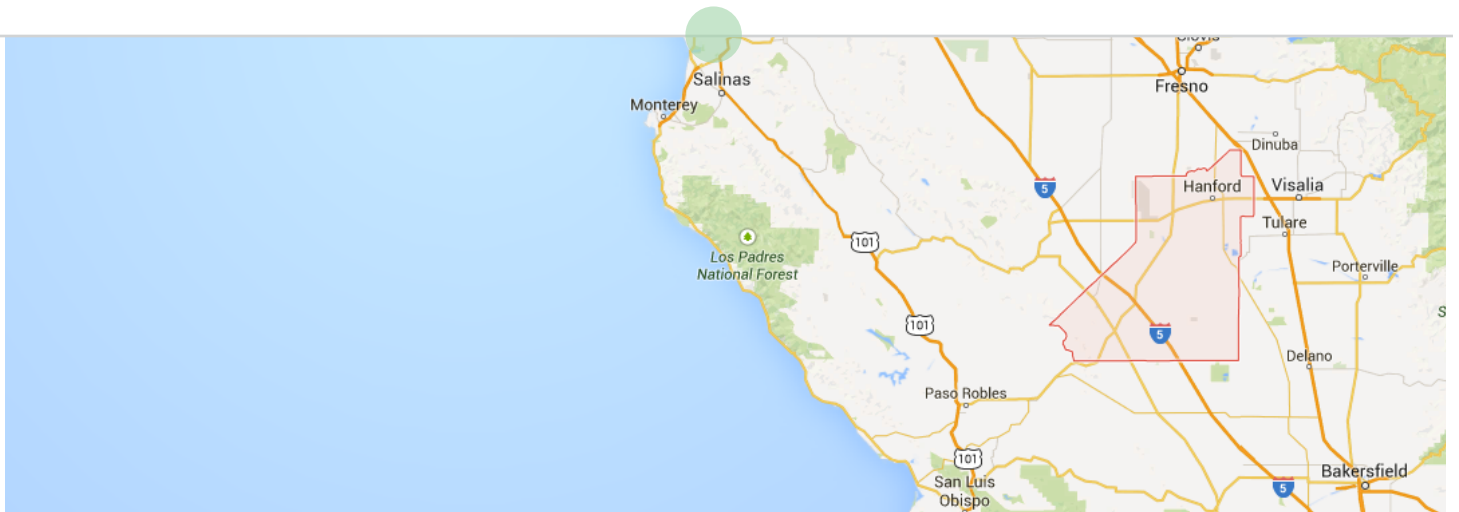 Clovis
Salinas
Fresno
Monterey
Dinuba
5
Hanford
Visalia
Tulare
101
Los Padres
National Forest
Porterville
S
101
5
Delano
Paso Robles
101
Bakersfield
San Luis
Obispo
5